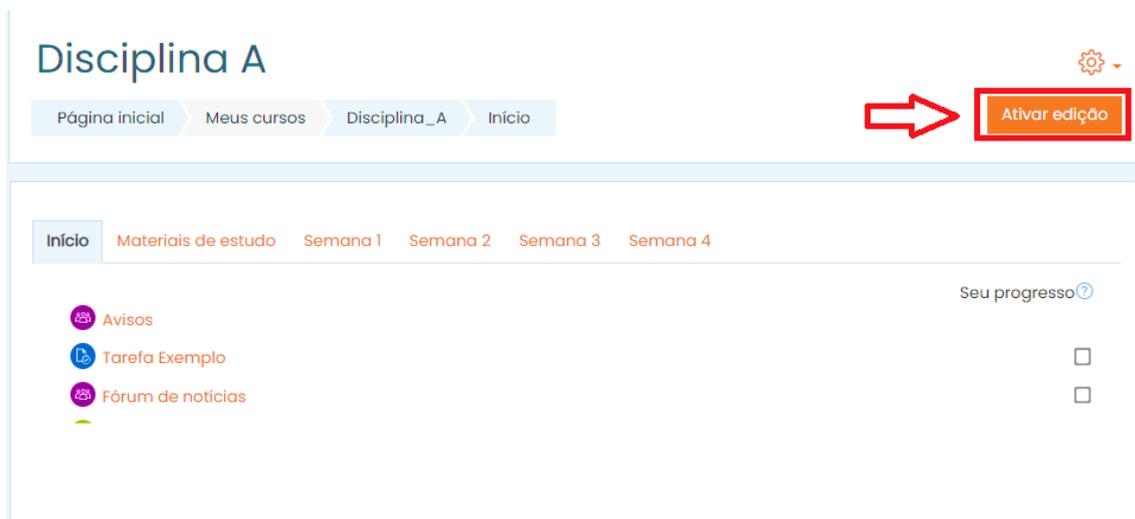 Disciplina A
Página inicial Meus cursos Disciplina_A Início
Ativar edição
Início Materiais de estudo Semana 1 Semana 2 Semana 3 Semana 4
Seu progresso?
Avisos
Tarefa Exemplo
Fórum de notícias